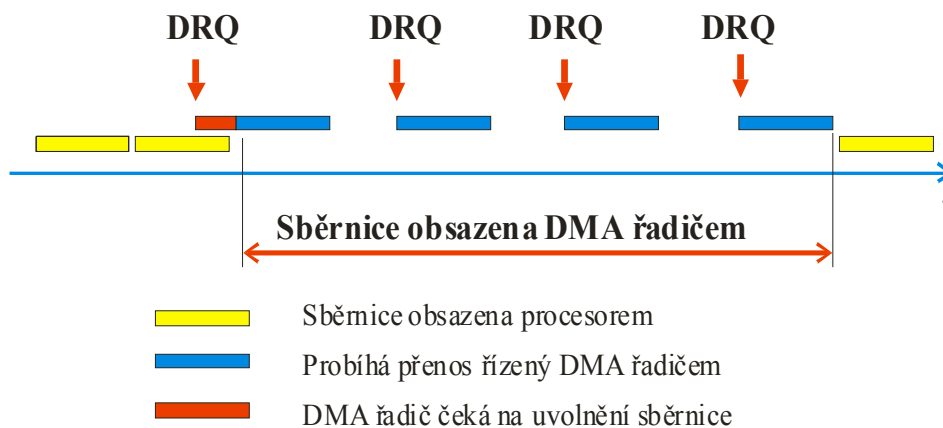 DRQ DRQ DRQ DRQ
Sběrnice obsazena DMA řadičem
Sběrnice obsazena procesorem
Probíhá přenos řízený DMA řadičem
DMA řadič čeká na uvolnění sběrnice